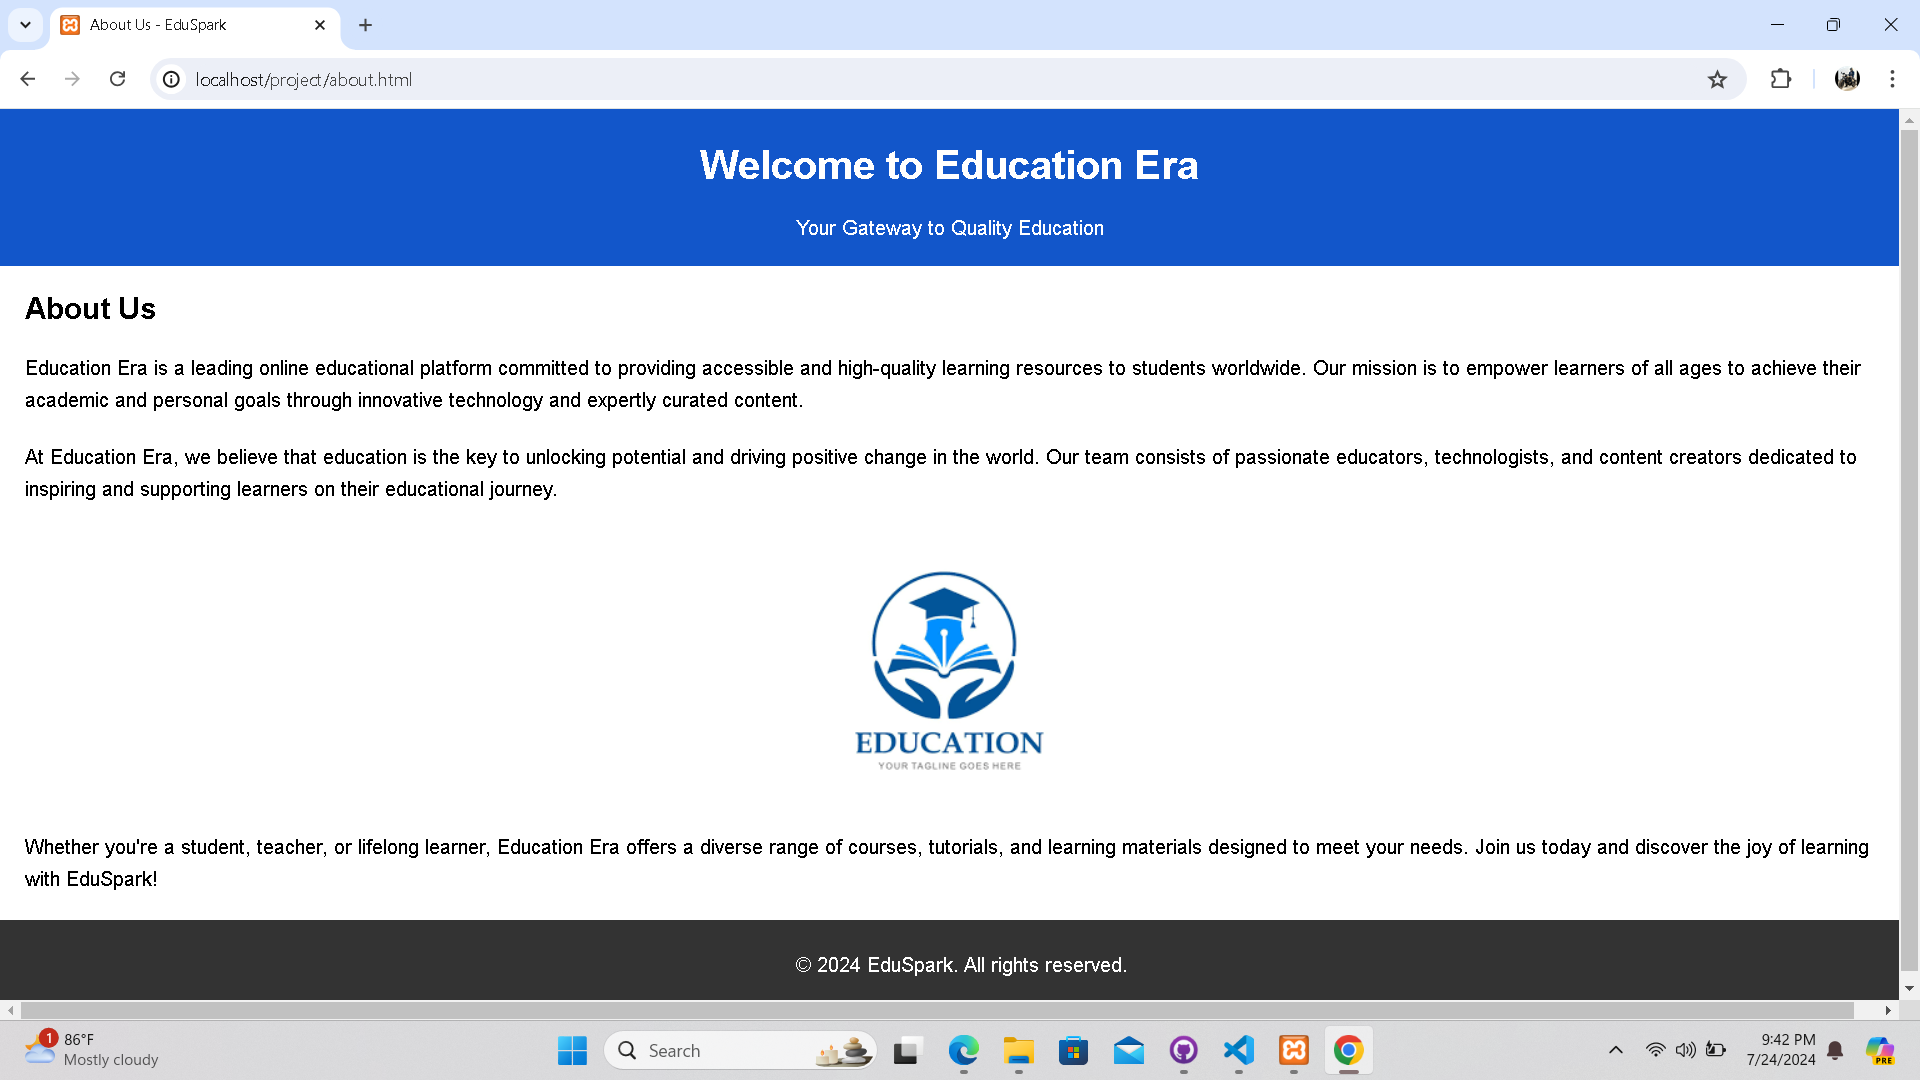 About Us - EduSpark
localhost/project/about.html
Welcome to Education Era
Your Gateway to Quality Education
About Us
Education Era is a leading online educational platform committed to providing accessible and high-quality learning resources to students worldwide. Our mission is to empower learners of all ages to achieve their
academic and personal goals through innovative technology and expertly curated content.
At Education Era, we believe that education is the key to unlocking potential and driving positive change in the world. Our team consists of passionate educators, technologists, and content creators dedicated to
inspiring and supporting learners on their educational journey.
EDUCATION
YOUR TAGLINE GOES HERE
Whether you're a student, teacher, or lifelong learner, Education Era offers a diverse range of courses, tutorials, and learning materials designed to meet your needs. Join us today and discover the joy of learning
with EduSpark!
© 2024 EduSpark. All rights reserved.
1
86°F
Mostly cloudy
Search
9:42 PM
7/24/2024
PRE